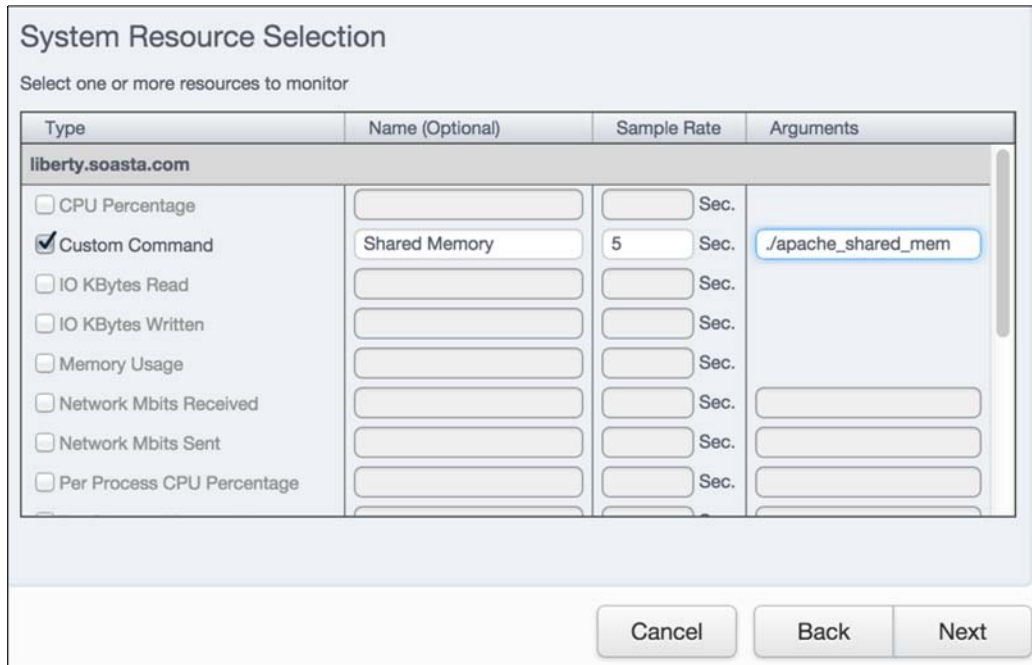 System Resource Selection
Select one or more resources to monitor
Type Name (Optional) Sample Rate Arguments
liberty.soasta.com
CPU Percentage Sec.
Custom Command Shared Memory 5 Sec. ./apache_shared_mem
IO KBytes Read Sec.
IO KBytes Written Sec.
Memory Usage Sec.
Network Mbits Received Sec.
Network Mbits Sent Sec.
Per Process CPU Percentage Sec.
Cancel Back Next